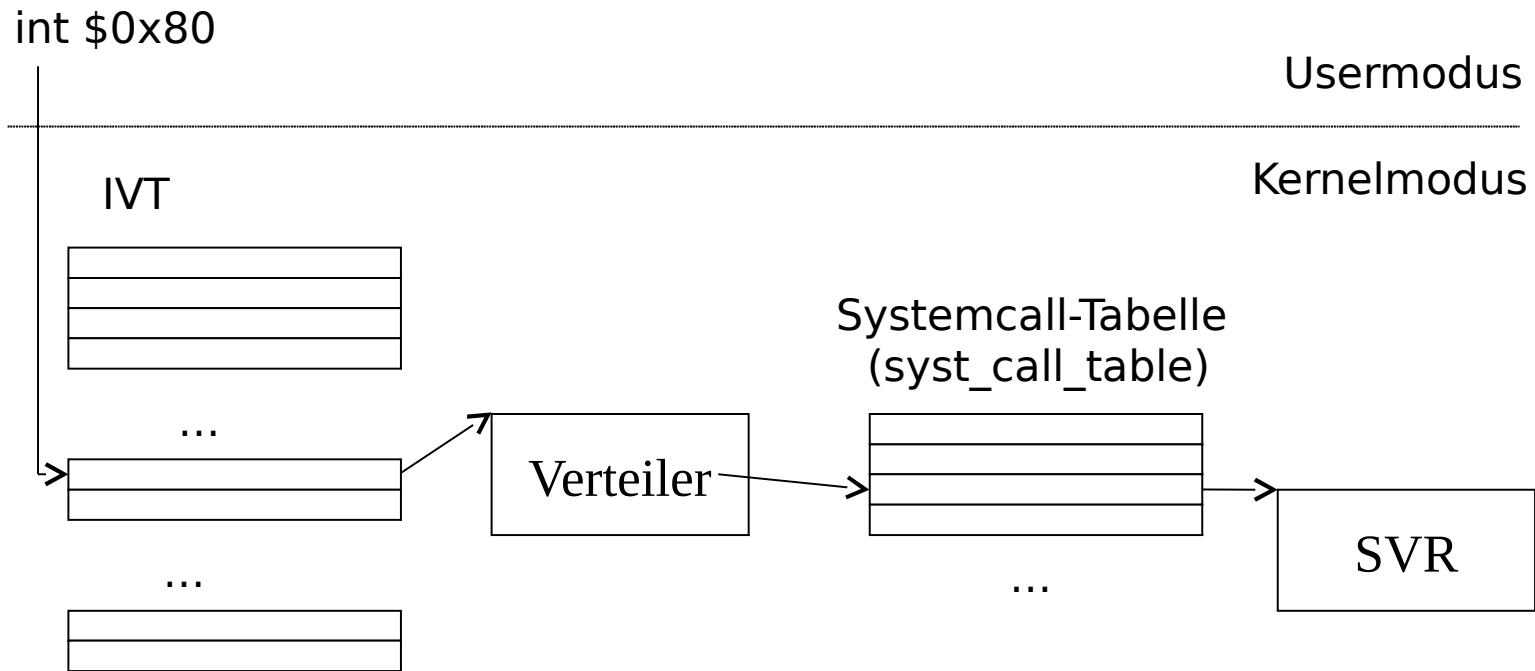 int $0x80
Usermodus
Kernelmodus
IVT
Systemcall-Tabelle
(syst_call_table)
...
Verteiler
SVR
...
...